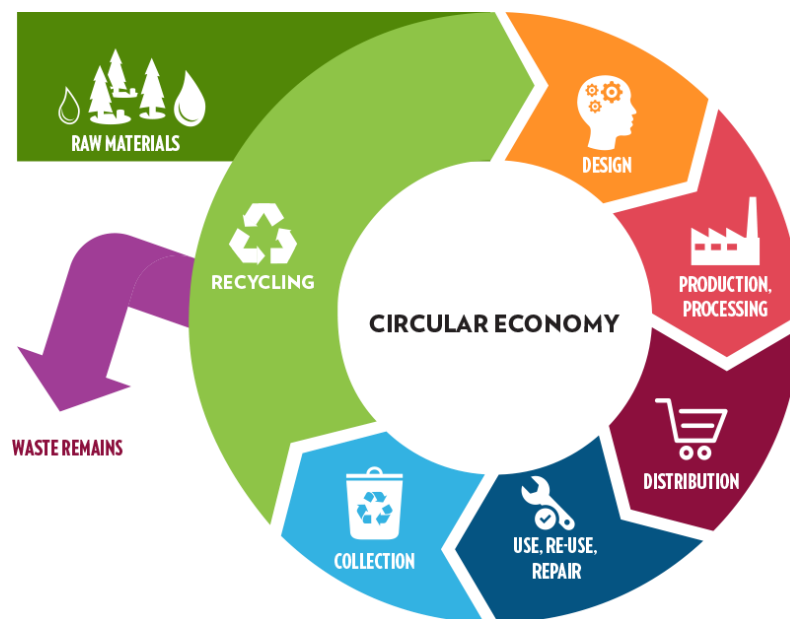 RAW MATERIALS
DESIGN
PRODUCTION,
PROCESSING
RECYCLING
CIRCULAR ECONOMY
WASTE REMAINS
DISTRIBUTION
USE, RE-USE,
REPAIR
COLLECTION